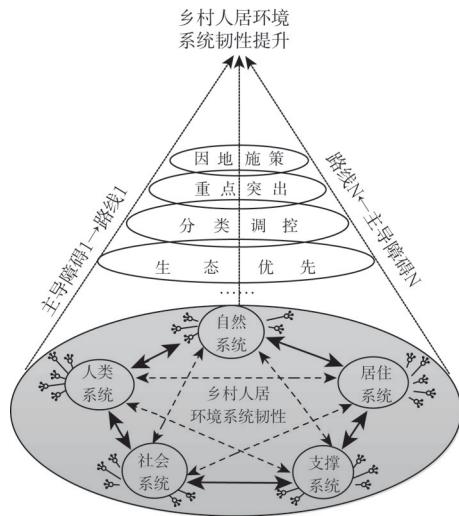 乡村人居环境
系统韧性提升
因地施策
重点突出
分类调控
生态优先
……
主导障碍1→路线1
路线N←主导障碍N
自然
系统
人类
系统
居住
系统
乡村人居
环境系统韧性
社会
系统
支撑
系统